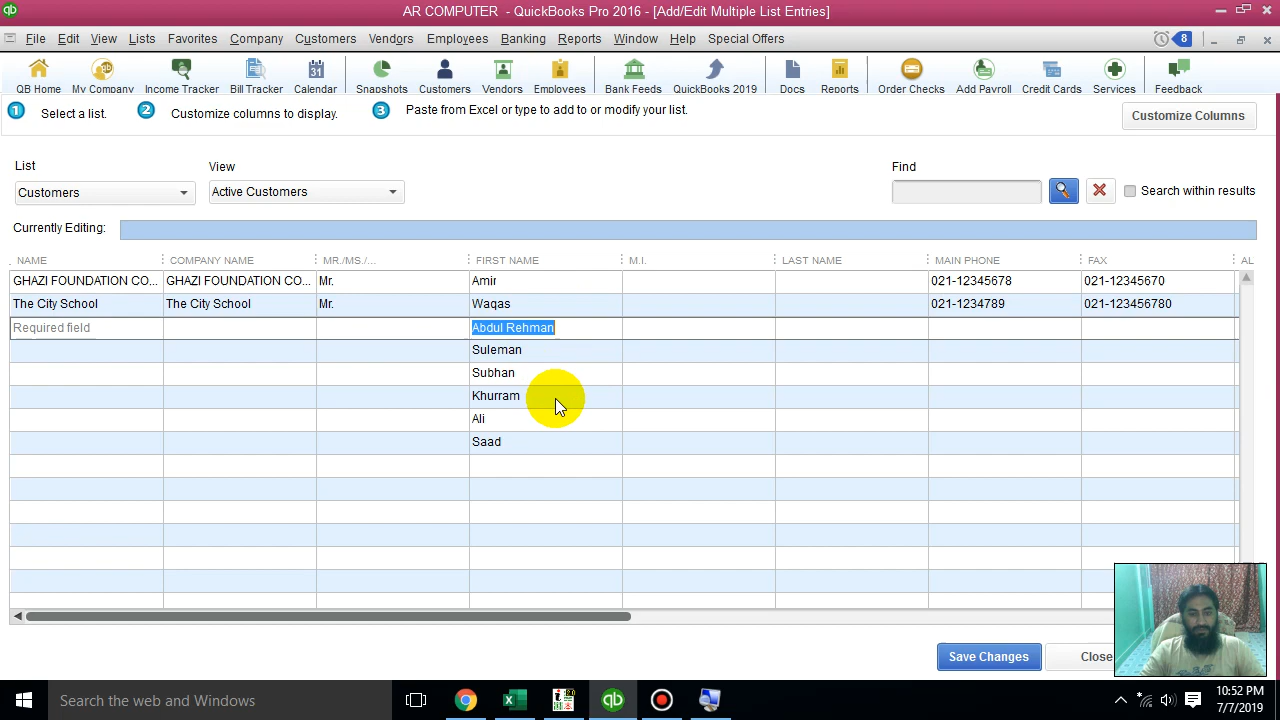 AR COMPUTER - QuickBooks Pro 2016 - [Add/Edit Multiple List Entries]
File Edit View Lists Favorites Company Customers Vendors Employees Banking Reports Window Help Special Offers 8
QB Home My Company Income Tracker Bill Tracker Calendar Snapshots Customers Vendors Employees Bank Feeds QuickBooks 2019 Docs Reports Order Checks Add Payroll Credit Cards Services Feedback
1 Select a list. 2 Customize columns to display. 3 Paste from Excel or type to add to or modify your list. Customize Columns
List View Find
Customers Active Customers Search within results
Currently Editing:
NAME COMPANY NAME MR./MS./... FIRST NAME M.I. LAST NAME MAIN PHONE FAX AL
GHAZI FOUNDATION CO... GHAZI FOUNDATION CO... Mr. Amir 021-12345678 021-12345670
The City School The City School Mr. Waqas 021-1234789 021-123456780
Required field Abdul Rehman
Suleman
Subhan
Khurram
Ali
Saad
Save Changes Close
Search the web and Windows
10:52 PM
7/7/2019